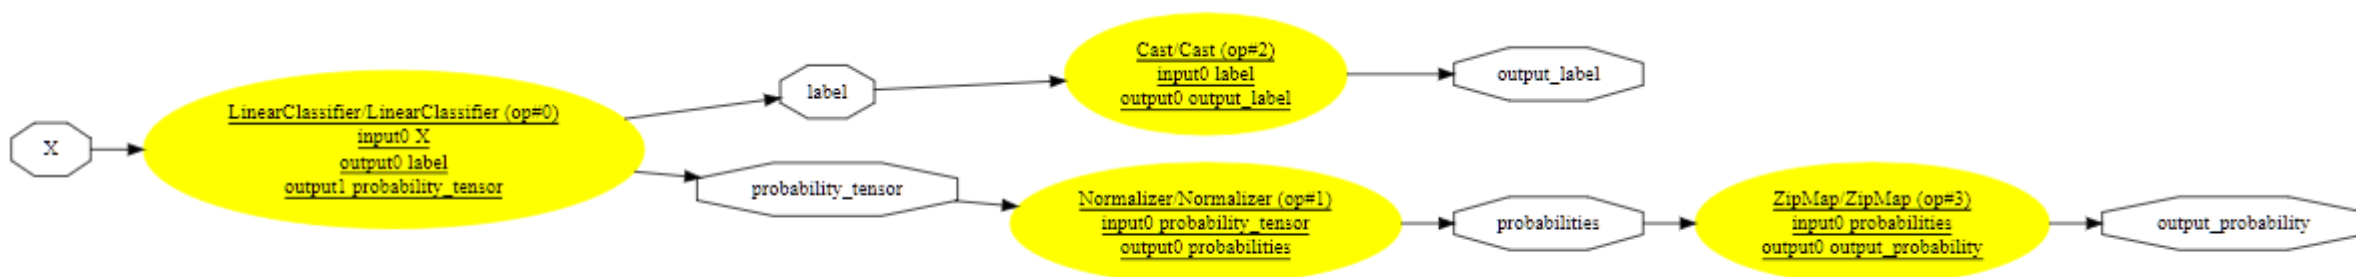 X
LinearClassifier/LinearClassifier (op#0)
input0 X
output0 label
output1 probability_tensor
label
Cast/Cast (op#2)
input0 label
output0 output_label
output_label
probability_tensor
Normalizer/Normalizer (op#1)
input0 probability_tensor
output0 probabilities
probabilities
ZipMap/ZipMap (op#3)
input0 probabilities
output0 output_probability
output_probability